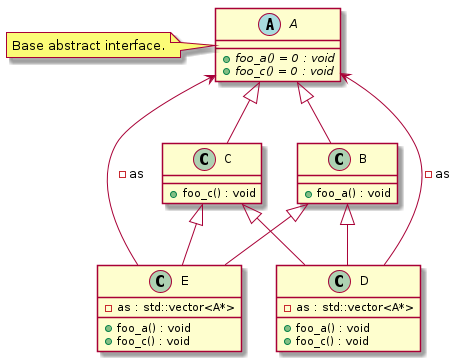 A
A
Base abstract interface.
foo_a() = 0 : void
foo_c() = 0 : void
C
C
foo_c() : void
C
B
foo_a() : void
as
as
C
E
as : std::vector<A*>
foo_a() : void
foo_c() : void
C
D
as : std::vector<A*>
foo_a() : void
foo_c() : void